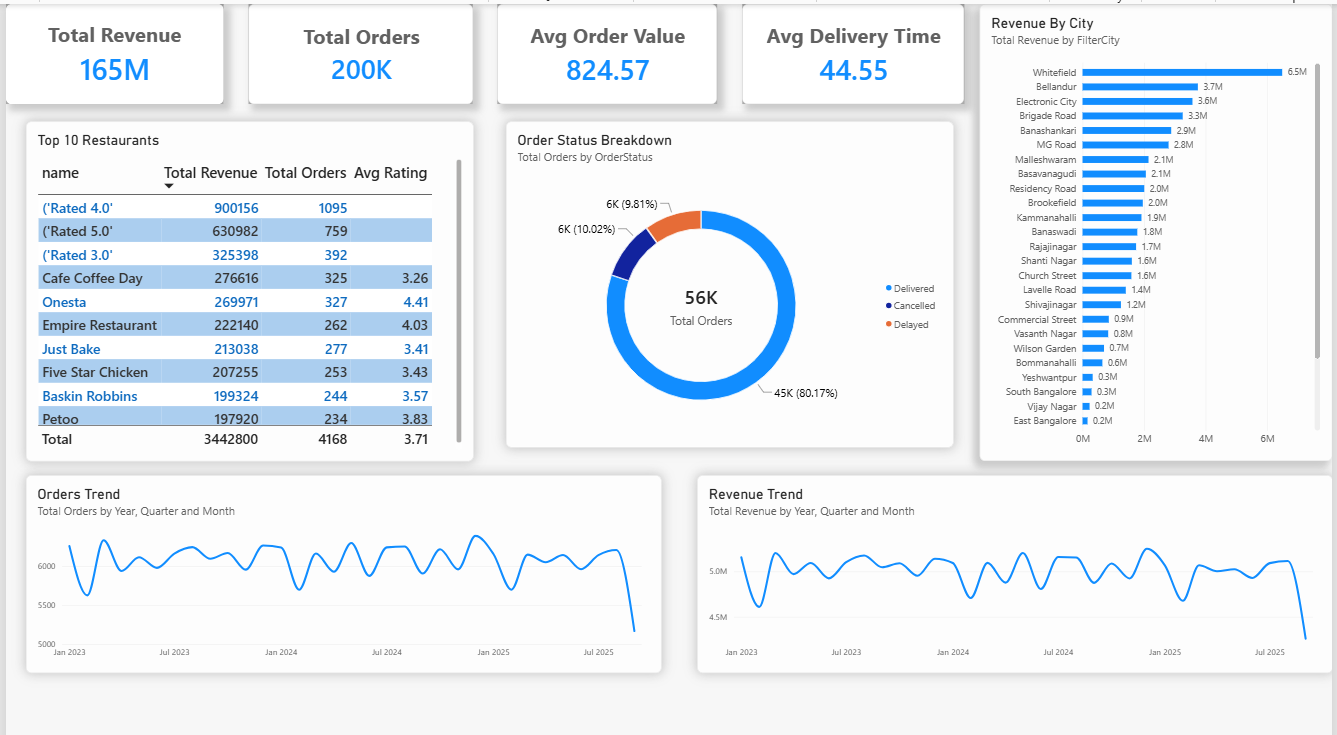 Total Revenue
165M
Total Orders
200K
Avg Order Value
824.57
Avg Delivery Time
44.55
Revenue By City
Total Revenue by FilterCity
Whitefield 6.5M
Bellandur 3.7M
Electronic City 3.6M
Brigade Road 3.3M
Banashankari 2.9M
MG Road 2.8M
Malleshwaram 2.1M
Basavanagudi 2.1M
Residency Road 2.0M
Brookefield 2.0M
Kammanahalli 1.9M
Banaswadi 1.8M
Rajajinagar 1.7M
Shanti Nagar 1.6M
Church Street 1.6M
Lavelle Road 1.4M
Shivajinagar 1.2M
Commercial Street 0.9M
Vasanth Nagar 0.8M
Wilson Garden 0.7M
Bommanahalli 0.6M
Yeshwantpur 0.3M
South Bangalore 0.3M
Vijay Nagar 0.2M
East Bangalore 0.2M
0M 2M 4M 6M
Top 10 Restaurants
name Total Revenue Total Orders Avg Rating
('Rated 4.0' 900156 1095
('Rated 5.0' 630982 759
('Rated 3.0' 325398 392
Cafe Coffee Day 276616 325 3.26
Onesta 269971 327 4.41
Empire Restaurant 222140 262 4.03
Just Bake 213038 277 3.41
Five Star Chicken 207255 253 3.43
Baskin Robbins 199324 244 3.57
Petoo 197920 234 3.83
Total 3442800 4168 3.71
Order Status Breakdown
Total Orders by OrderStatus
6K (9.81%)
6K (10.02%)
56K
Total Orders
45K (80.17%)
Delivered
Cancelled
Delayed
Orders Trend
Total Orders by Year, Quarter and Month
6000
5500
5000
Jan 2023 Jul 2023 Jan 2024 Jul 2024 Jan 2025 Jul 2025
Revenue Trend
Total Revenue by Year, Quarter and Month
5.0M
4.5M
Jan 2023 Jul 2023 Jan 2024 Jul 2024 Jan 2025 Jul 2025